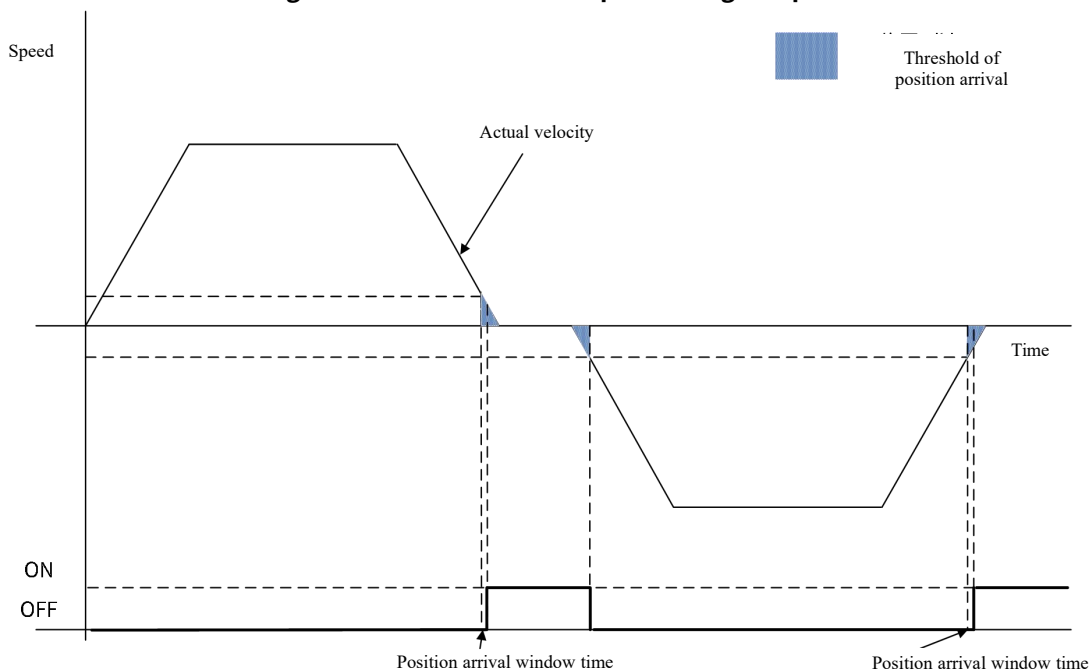 Speed
Threshold of
position arrival
Actual velocity
Time
ON
OFF
Position arrival window time
Position arrival window time